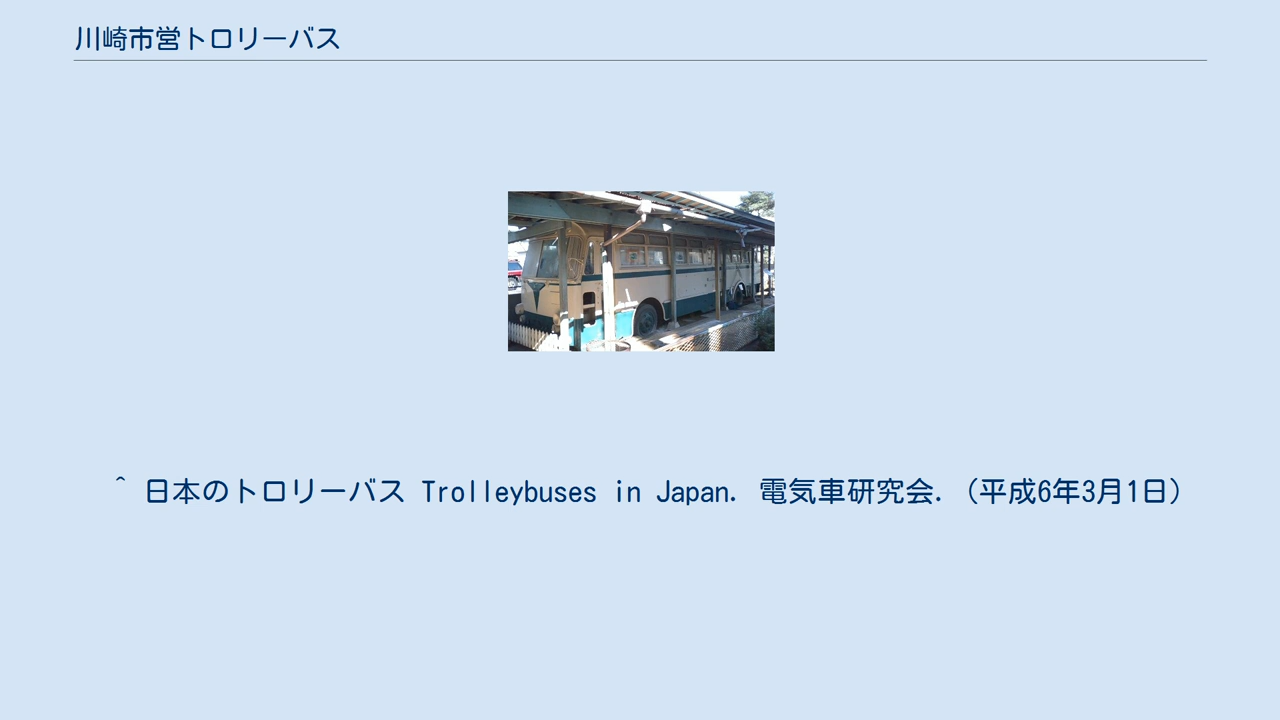 川崎市営トロリーバス
^ 日本のトロリーバス Trolleybuses in Japan. 電気車研究会. (平成6年3月1日)